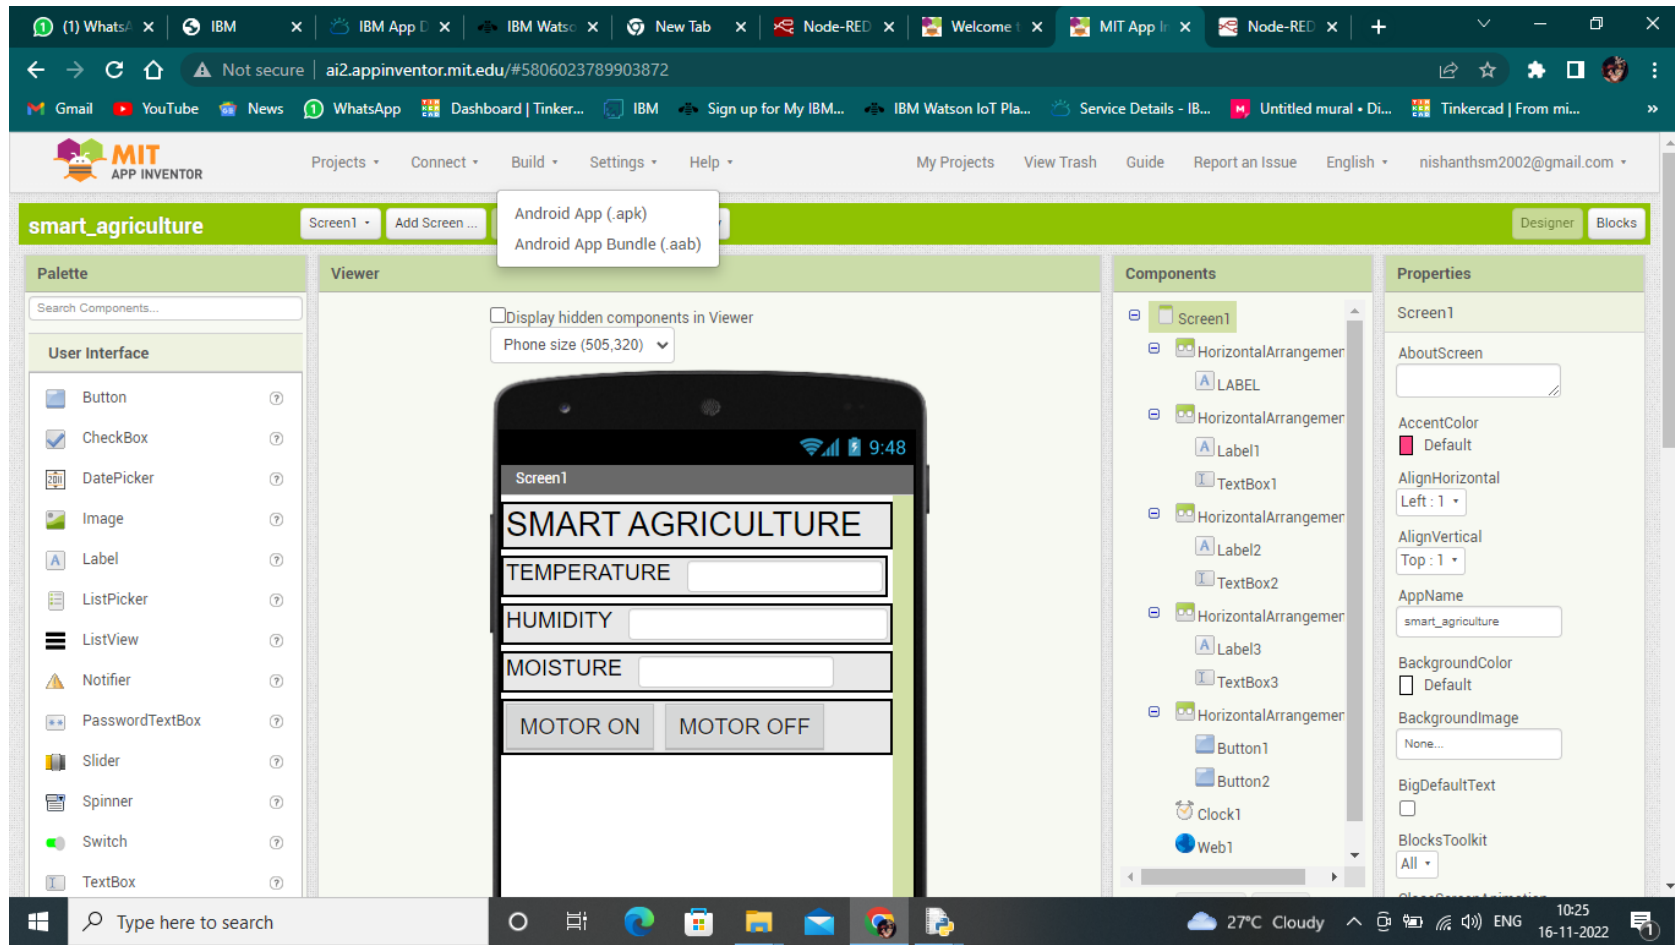 (1) WhatsA
IBM
IBM App D
IBM Watso
New Tab
Node-RED
Welcome t
MIT App In
Node-RED
Not secure
ai2.appinventor.mit.edu/#5806023789903872
Gmail
YouTube
News
WhatsApp
Dashboard | Tinker...
IBM
Sign up for My IBM...
IBM Watson IoT Pla...
Service Details - IB...
Untitled mural • Di...
Tinkercad | From mi...
MIT
APP INVENTOR
Projects
Connect
Build
Settings
Help
My Projects
View Trash
Guide
Report an Issue
English
nishanthsm2002@gmail.com
Android App (.apk)
Android App Bundle (.aab)
smart_agriculture
Screen1
Add Screen ...
Designer
Blocks
Palette
Search Components...
User Interface
Button
CheckBox
DatePicker
Image
Label
ListPicker
ListView
Notifier
PasswordTextBox
Slider
Spinner
Switch
TextBox
Viewer
Display hidden components in Viewer
Phone size (505,320)
9:48
Screen1
SMART AGRICULTURE
TEMPERATURE
HUMIDITY
MOISTURE
MOTOR ON
MOTOR OFF
Components
Screen1
HorizontalArrangemer
LABEL
HorizontalArrangemer
Label1
TextBox1
HorizontalArrangemer
Label2
TextBox2
HorizontalArrangemer
Label3
TextBox3
HorizontalArrangemer
Button1
Button2
Clock1
Web1
Properties
Screen1
AboutScreen
AccentColor
Default
AlignHorizontal
Left : 1
AlignVertical
Top : 1
AppName
smart_agriculture
BackgroundColor
Default
BackgroundImage
None...
BigDefaultText
BlocksToolkit
All
Type here to search
27°C Cloudy
ENG
10:25
16-11-2022